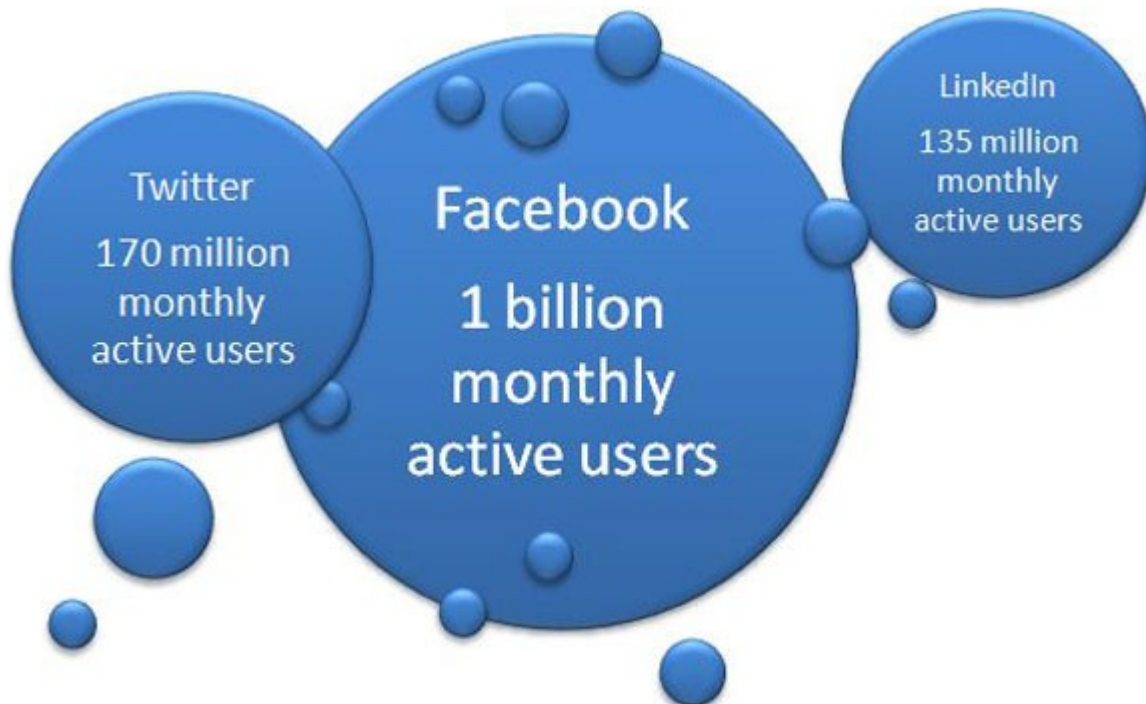 Twitter
170 million
monthly
active users
Facebook
1 billion
monthly
active users
LinkedIn
135 million
monthly
active users